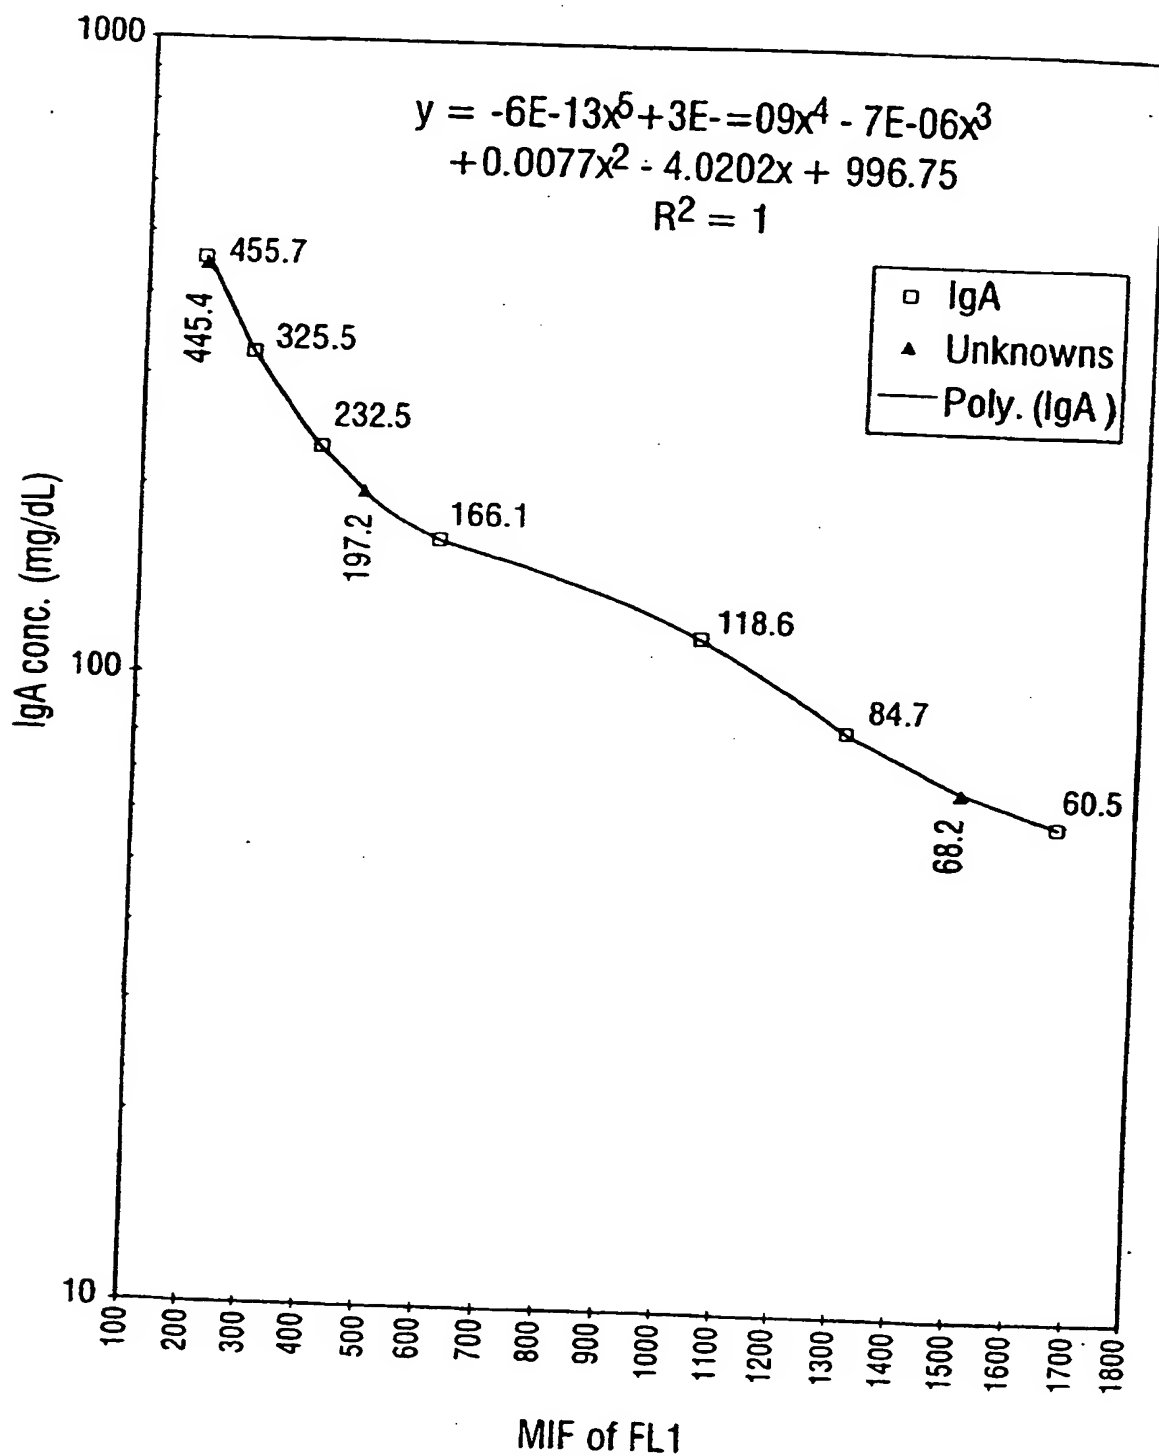 1000
y = -6E-13x⁵+3E-=09x⁴ - 7E-06x³
+0.0077x² - 4.0202x + 996.75
R² = 1
455.7
445.4
325.5
232.5
197.2
166.1
118.6
84.7
68.2
60.5
IgA
Unknowns
Poly. (IgA )
IgA conc. (mg/dL)
100
10
100 200 300 400 500 600 700 800 900 1000 1100 1200 1300 1400 1500 1600 1700 1800
MIF of FL1